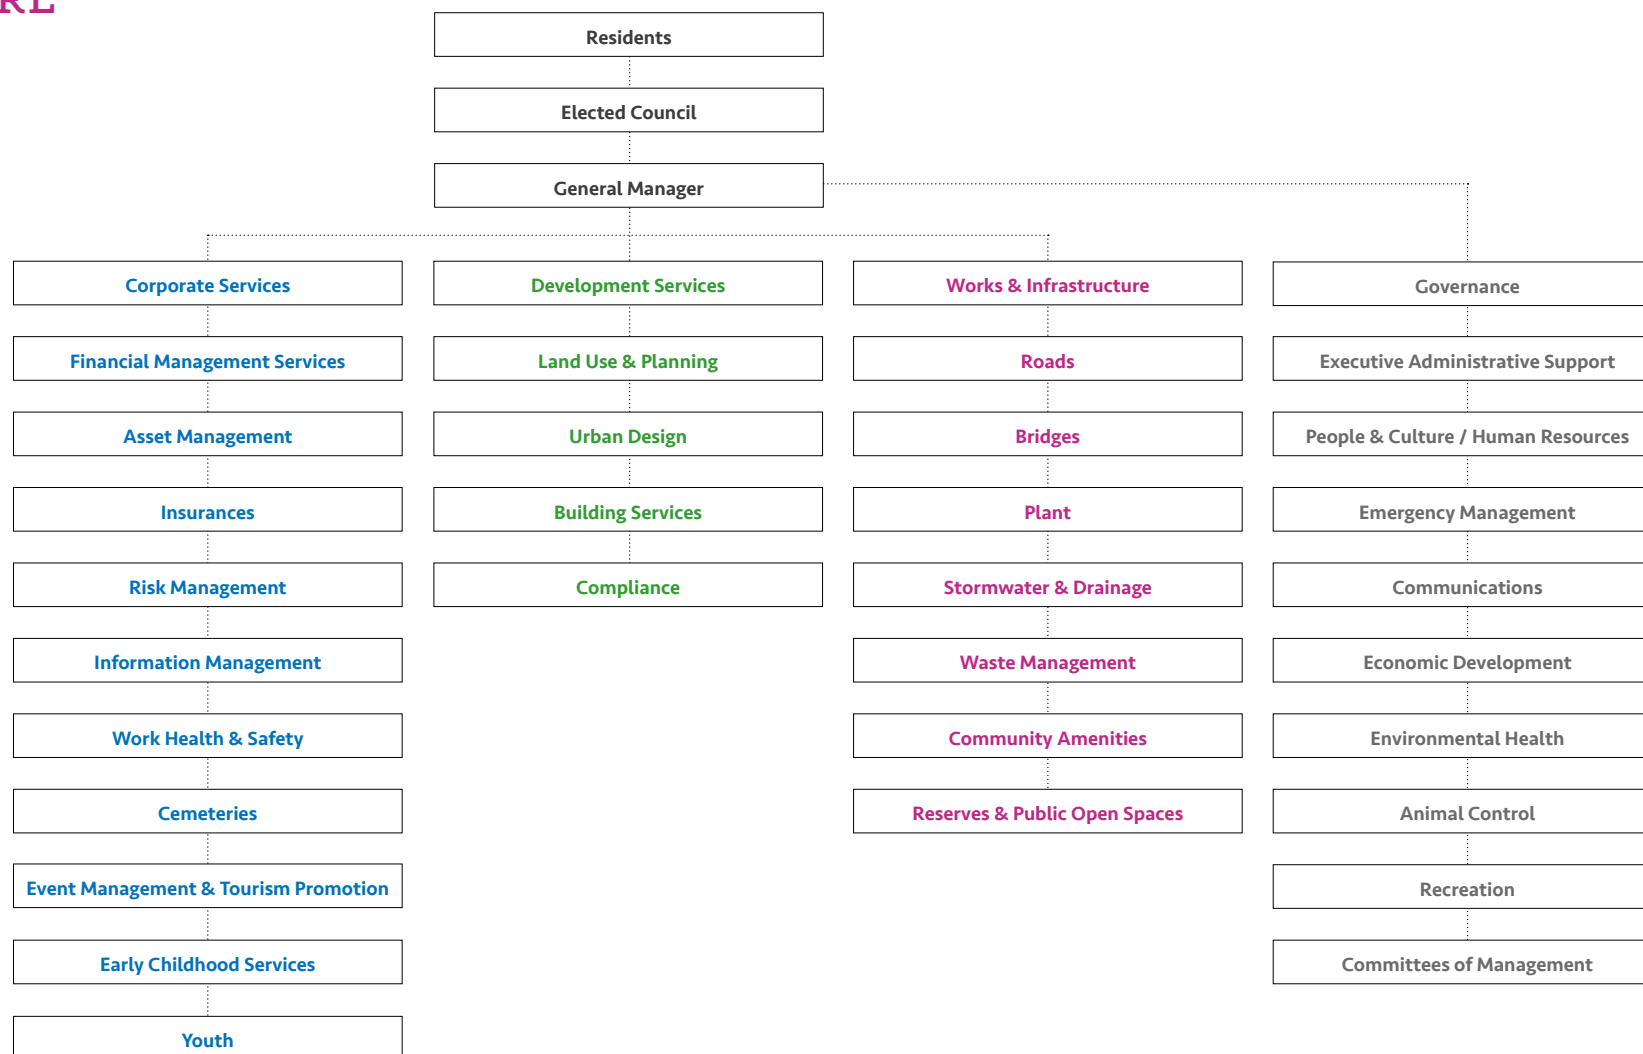 Residents
Elected Council
General Manager
Corporate Services
Financial Management Services
Asset Management
Insurances
Risk Management
Information Management
Work Health & Safety
Cemeteries
Event Management & Tourism Promotion
Early Childhood Services
Youth
Development Services
Land Use & Planning
Urban Design
Building Services
Compliance
Works & Infrastructure
Roads
Bridges
Plant
Stormwater & Drainage
Waste Management
Community Amenities
Reserves & Public Open Spaces
Governance
Executive Administrative Support
People & Culture / Human Resources
Emergency Management
Communications
Economic Development
Environmental Health
Animal Control
Recreation
Committees of Management